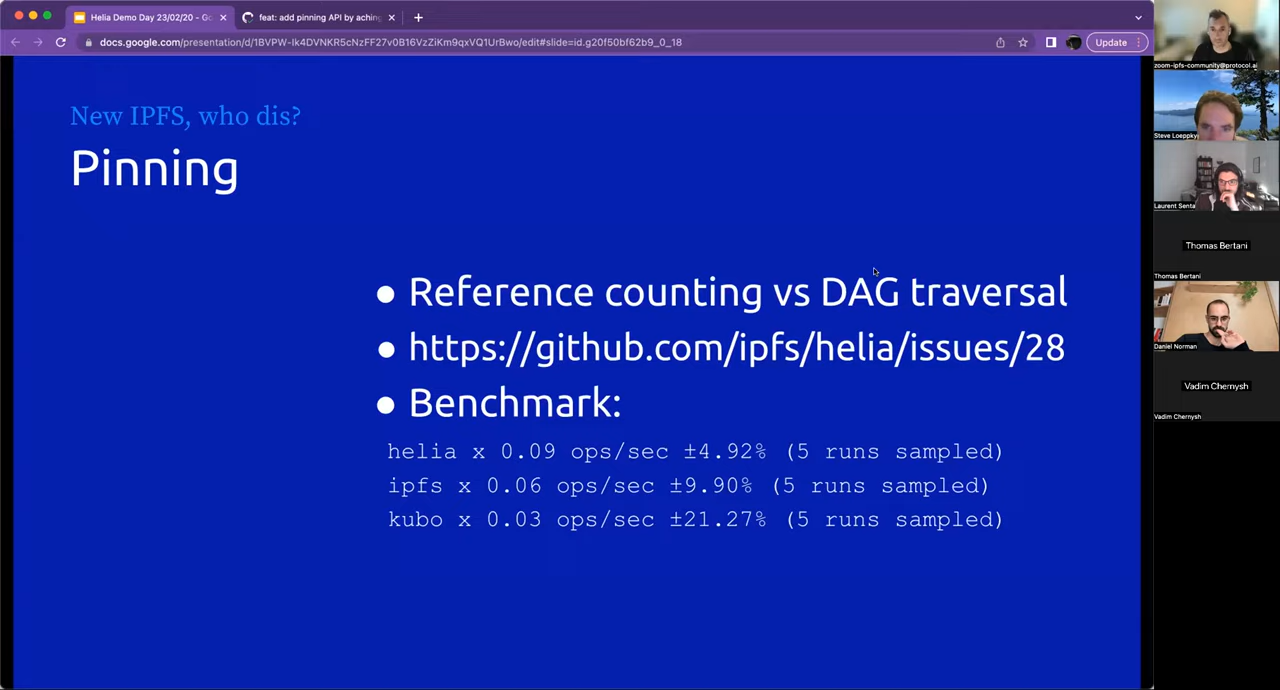 Helia Demo Day 23/02/20 - Go
feat: add pinning API by aching
docs.google.com/presentation/d/1BVPW-Ik4DVNKR5cNzFF27v0B16VzZiKm9qxVQ1UrBwo/edit#slide=id.g20f50bf62b9_0_18
Update
New IPFS, who dis?
Pinning
● Reference counting vs DAG traversal
● https://github.com/ipfs/helia/issues/28
● Benchmark:
helia x 0.09 ops/sec ±4.92% (5 runs sampled)
ipfs x 0.06 ops/sec ±9.90% (5 runs sampled)
kubo x 0.03 ops/sec ±21.27% (5 runs sampled)
zoom-ipfs-community@protocol.ai
Steve Loeppky
Laurent Senta
Thomas Bertani
Thomas Bertani
Daniel Norman
Vadim Chernysh
Vadim Chernysh